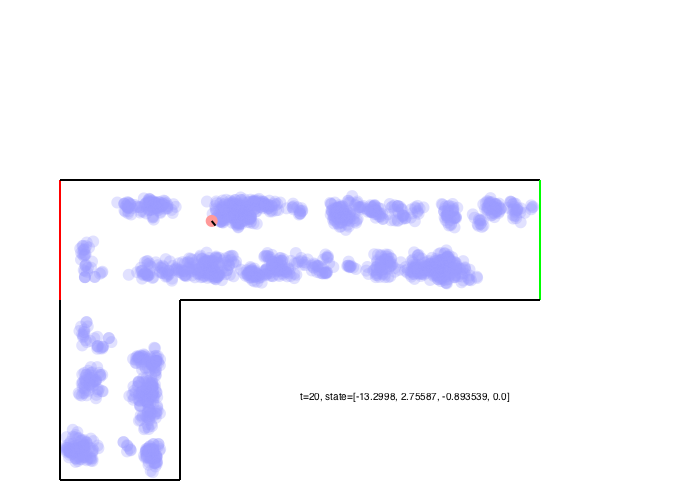 t=20, state=[-13.2998, 2.75587, -0.893539, 0.0]